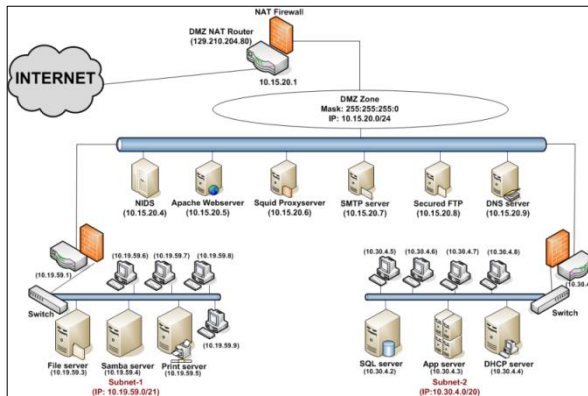 NAT Firewall
DMZ NAT Router
(129.210.204.80)
INTERNET
10.15.20.1
DMZ Zone
Mask: 255:255:255:0
IP: 10.15.20.0/24
NIDS
(10.15.20.4)
Apache Webserver
(10.15.20.5)
Squid Proxyserver
(10.15.20.6)
SMTP server
(10.15.20.7)
Secured FTP
(10.15.20.8)
DNS server
(10.15.20.9)
(10.19.59.1)
(10.19.59.6)
(10.19.59.7)
(10.19.59.8)
(10.19.59.9)
Switch
File server
(10.19.59.3)
Samba server
(10.19.59.4)
Print server
(10.19.59.5)
Subnet-1
(IP: 10.19.59.0/21)
(10.30.4.5)
(10.30.4.6)
(10.30.4.7)
(10.30.4.8)
(10.30.4
Switch
SQL server
(10.30.4.2)
App server
(10.30.4.3)
DHCP server
(10.30.4.4)
Subnet-2
(IP:10.30.4.0/20)